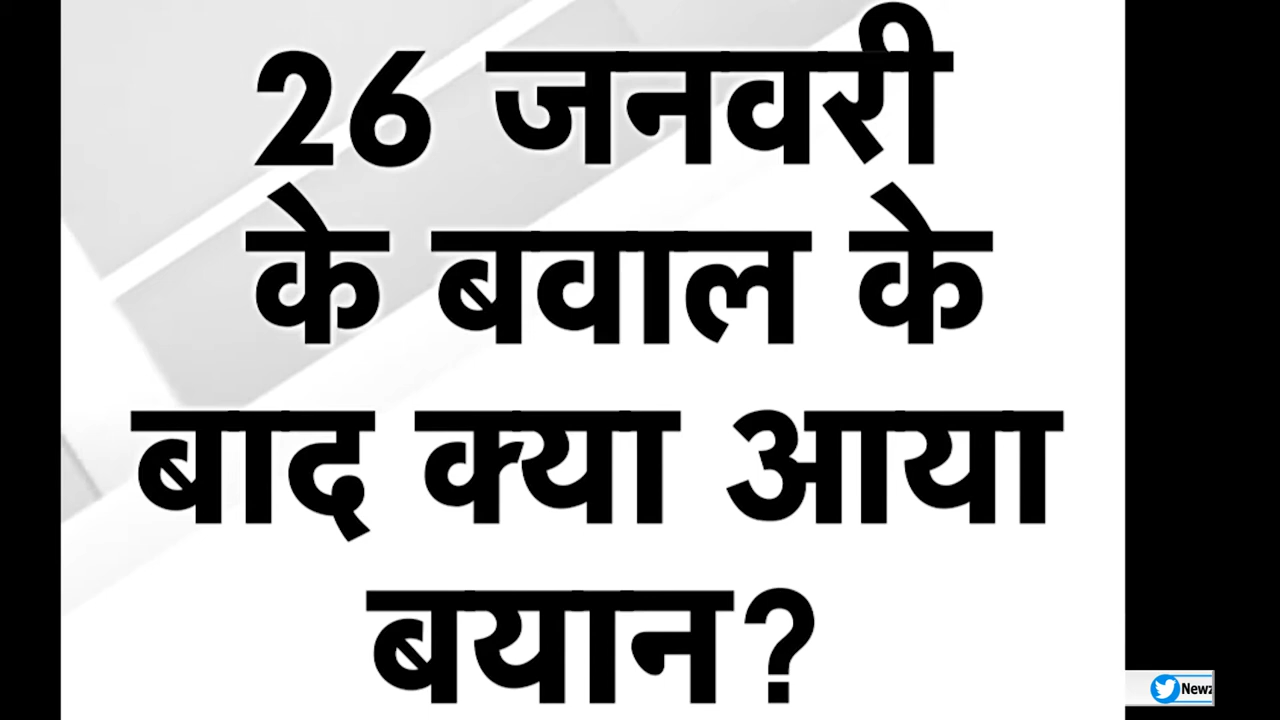 26 जनवरी
के बवाल के
बाद क्या आया
बयान?